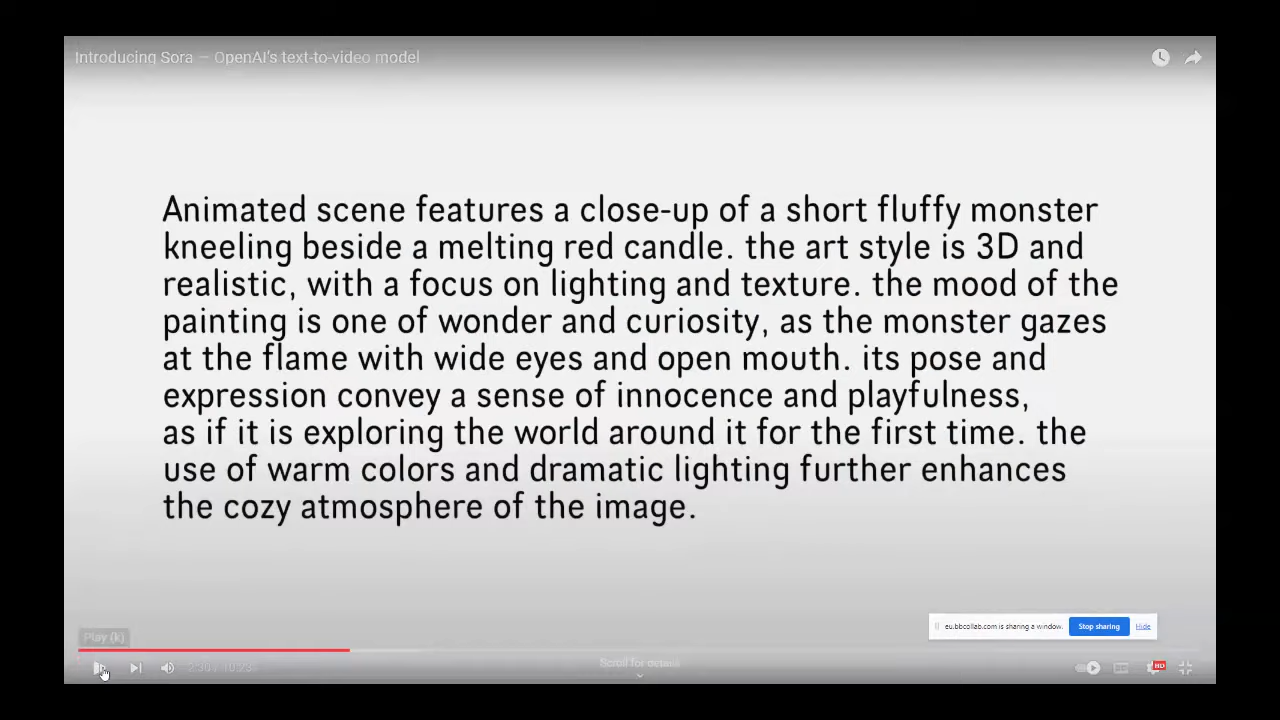 Introducing Sora — OpenAI's text-to-video model
Animated scene features a close-up of a short fluffy monster
kneeling beside a melting red candle. the art style is 3D and
realistic, with a focus on lighting and texture. the mood of the
painting is one of wonder and curiosity, as the monster gazes
at the flame with wide eyes and open mouth. its pose and
expression convey a sense of innocence and playfulness,
as if it is exploring the world around it for the first time. the
use of warm colors and dramatic lighting further enhances
the cozy atmosphere of the image.
eu.bbcollab.com is sharing a window. Stop sharing Hide
Play (k)
Scroll for details
HD